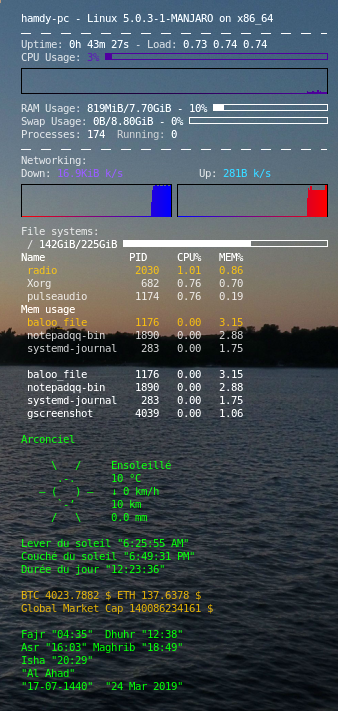 hamdy-pc - Linux 5.0.3-1-MANJARO on x86_64
Uptime: 0h 43m 27s - Load: 0.73 0.74 0.74
CPU Usage: 3%
RAM Usage: 819MiB/7.70GiB - 10%
Swap Usage: 0B/8.80GiB - 0%
Processes: 174 Running: 0
Networking:
Down: 16.5KiB k/s Up: 281B k/s
File systems:
/ 142GiB/225GiB
Name PID CPU% MEM%
radio 2030 1.01 0.86
Xorg 682 0.76 0.70
pulseaudio 1174 0.76 0.19
Mem usage
baloo_file 1176 0.00 3.15
notepadqq-bin 1890 0.00 2.88
systemd-journal 283 0.00 1.75
baloo_file 1176 0.00 3.15
notepadqq-bin 1890 0.00 2.88
systemd-journal 283 0.00 1.75
gscreenshot 4039 0.00 1.06
Arconciel
\ / Ensoleillé
.-. 10 °C
― ( ) ― ↓ 0 km/h
`-' 10 km
/ \ 0.0 mm
Lever du soleil "6:25:55 AM"
Couché du soleil "6:49:31 PM"
Durée du jour "12:23:36"
BTC 4023.7882 $ ETH 137.6378 $
Global Market Cap 140086234161 $
Fajr "04:35" Dhuhr "12:38"
Asr "16:03" Maghrib "18:49"
Isha "20:29"
"Al Ahad"
"17-07-1440" "24 Mar 2019"